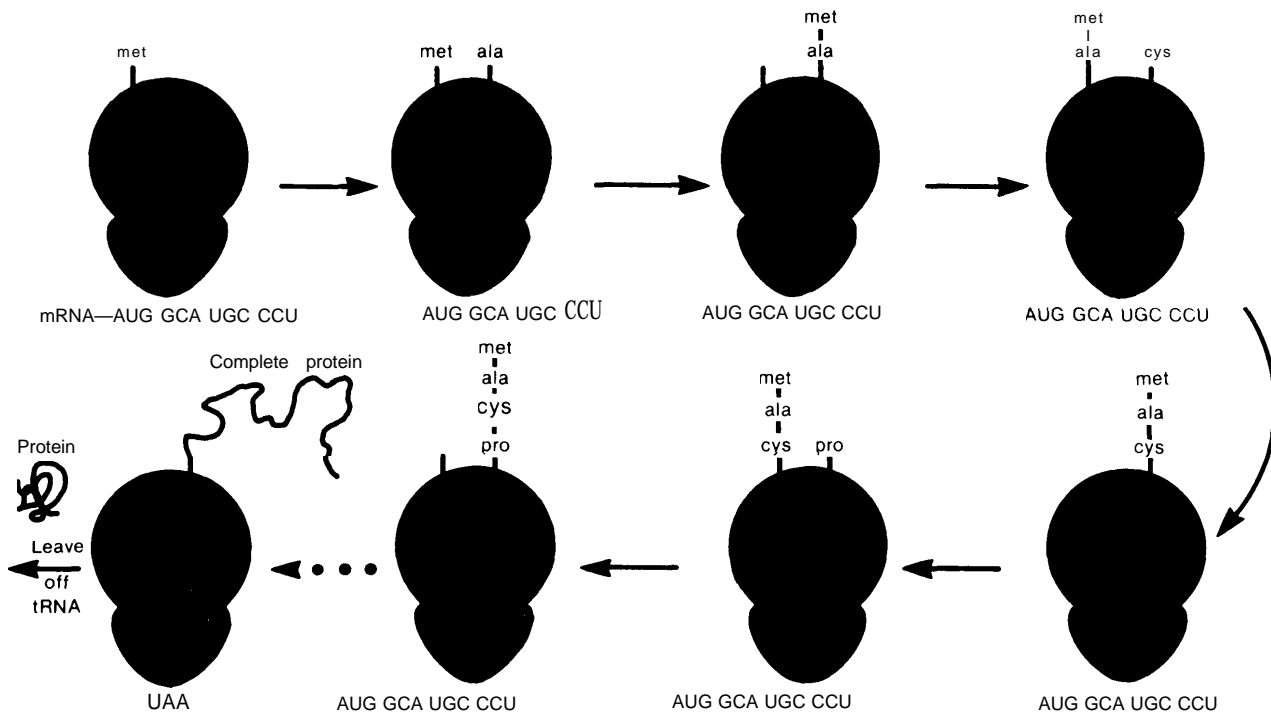 met
met ala
met
ala
met
ala cys
mRNA—AUG GCA UGC CCU
AUG GCA UGC CCU
AUG GCA UGC CCU
AUG GCA UGC CCU
met
ala
cys
met
ala
cys pro
met
ala
cys
pro
Complete protein
Protein
Leave
off
tRNA
AUG GCA UGC CCU
AUG GCA UGC CCU
AUG GCA UGC CCU
UAA